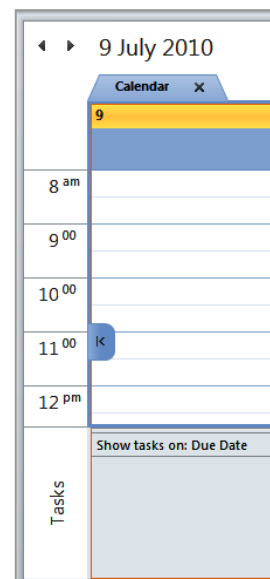 9 July 2010
Calendar x
9
8 am
9 00
10 00
11 00
12 pm
Show tasks on: Due Date
Tasks